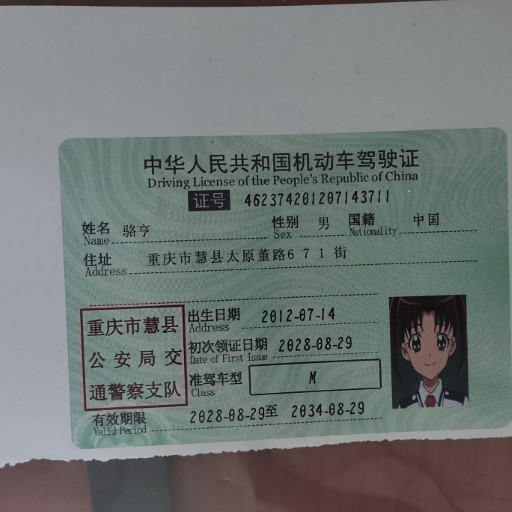 中华人民共和国机动车驾驶证
Driving License of the People's Republic of China
证号 462374201207143711
姓名 骆亨 性别 男 国籍 中国
Name Sex Nationality
住址 重庆市慧县太原董路671街
Address
出生日期 2012-07-14
Address
初次领证日期 2028-08-29
Date of First Issue
准驾车型 M
Class
重庆市慧县
公安局交
通警察支队
有效期限 2028-08-29至 2034-08-29
Valid Period